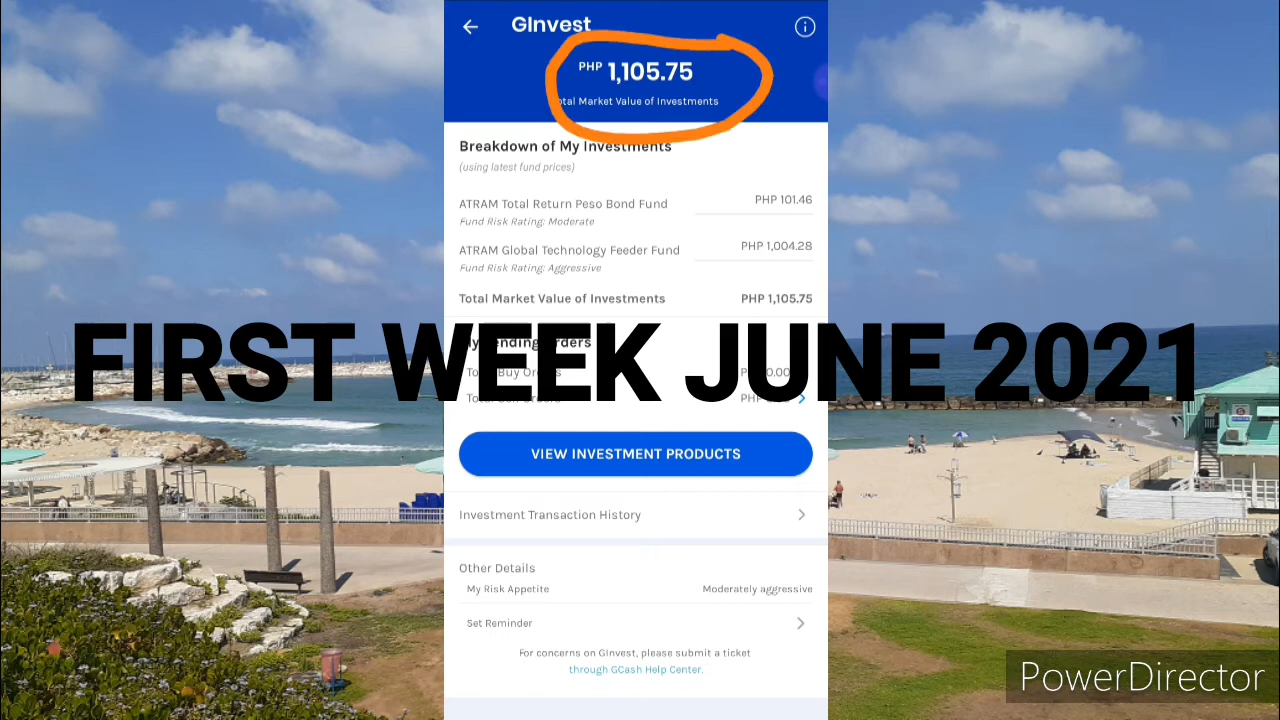 GInvest
PHP 1,105.75
Total Market Value of Investments
Breakdown of My Investments
(using latest fund prices)
ATRAM Total Return Peso Bond Fund PHP 101.46
Fund Risk Rating: Moderate
ATRAM Global Technology Feeder Fund PHP 1,004.28
Fund Risk Rating: Aggressive
Total Market Value of Investments PHP 1,105.75
FIRST WEEK JUNE 2021
VIEW INVESTMENT PRODUCTS
Investment Transaction History
Other Details
My Risk Appetite Moderately aggressive
Set Reminder
For concerns on GInvest, please submit a ticket
through GCash Help Center.
PowerDirector